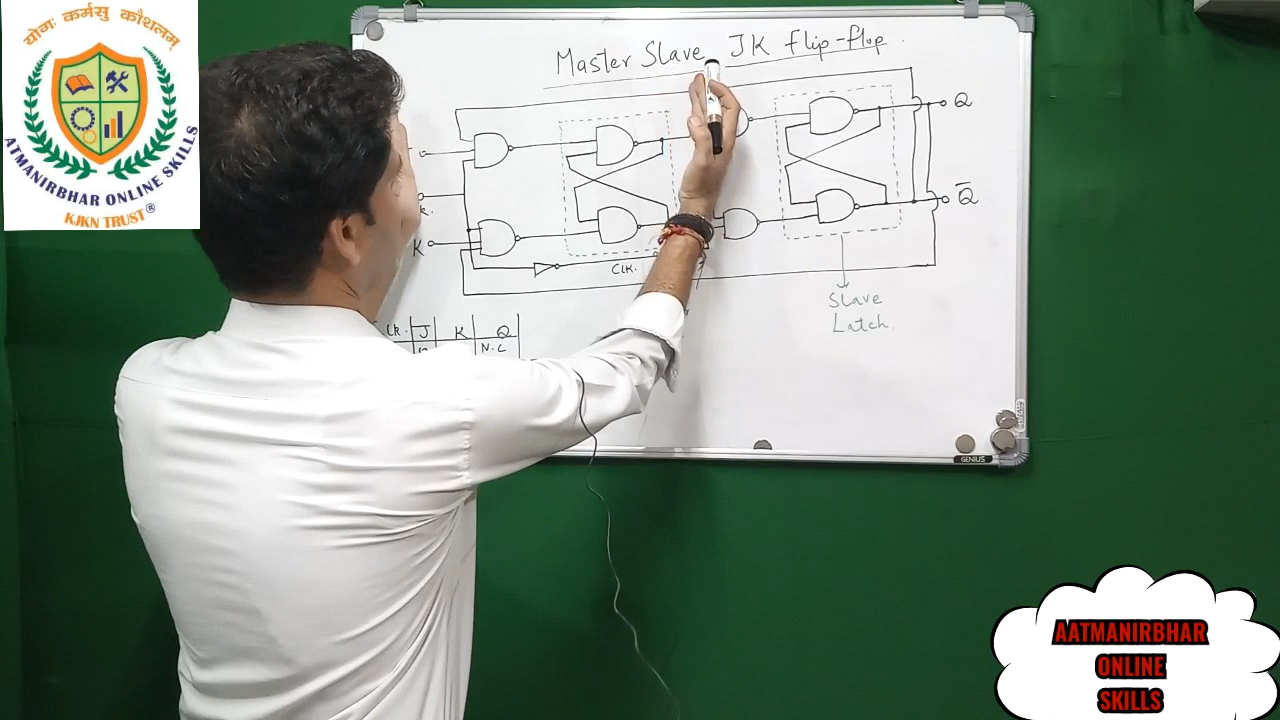 योगः कर्मसु कौशलम्
ATMANIRBHAR ONLINE SKILLS
KJKN TRUST®
Master Slave JK flip-flop
Q
Q̅
K
CLK.
Slave
Latch.
Clk. J K Q
N.C
GENIUS
AATMANIRBHAR
ONLINE
SKILLS